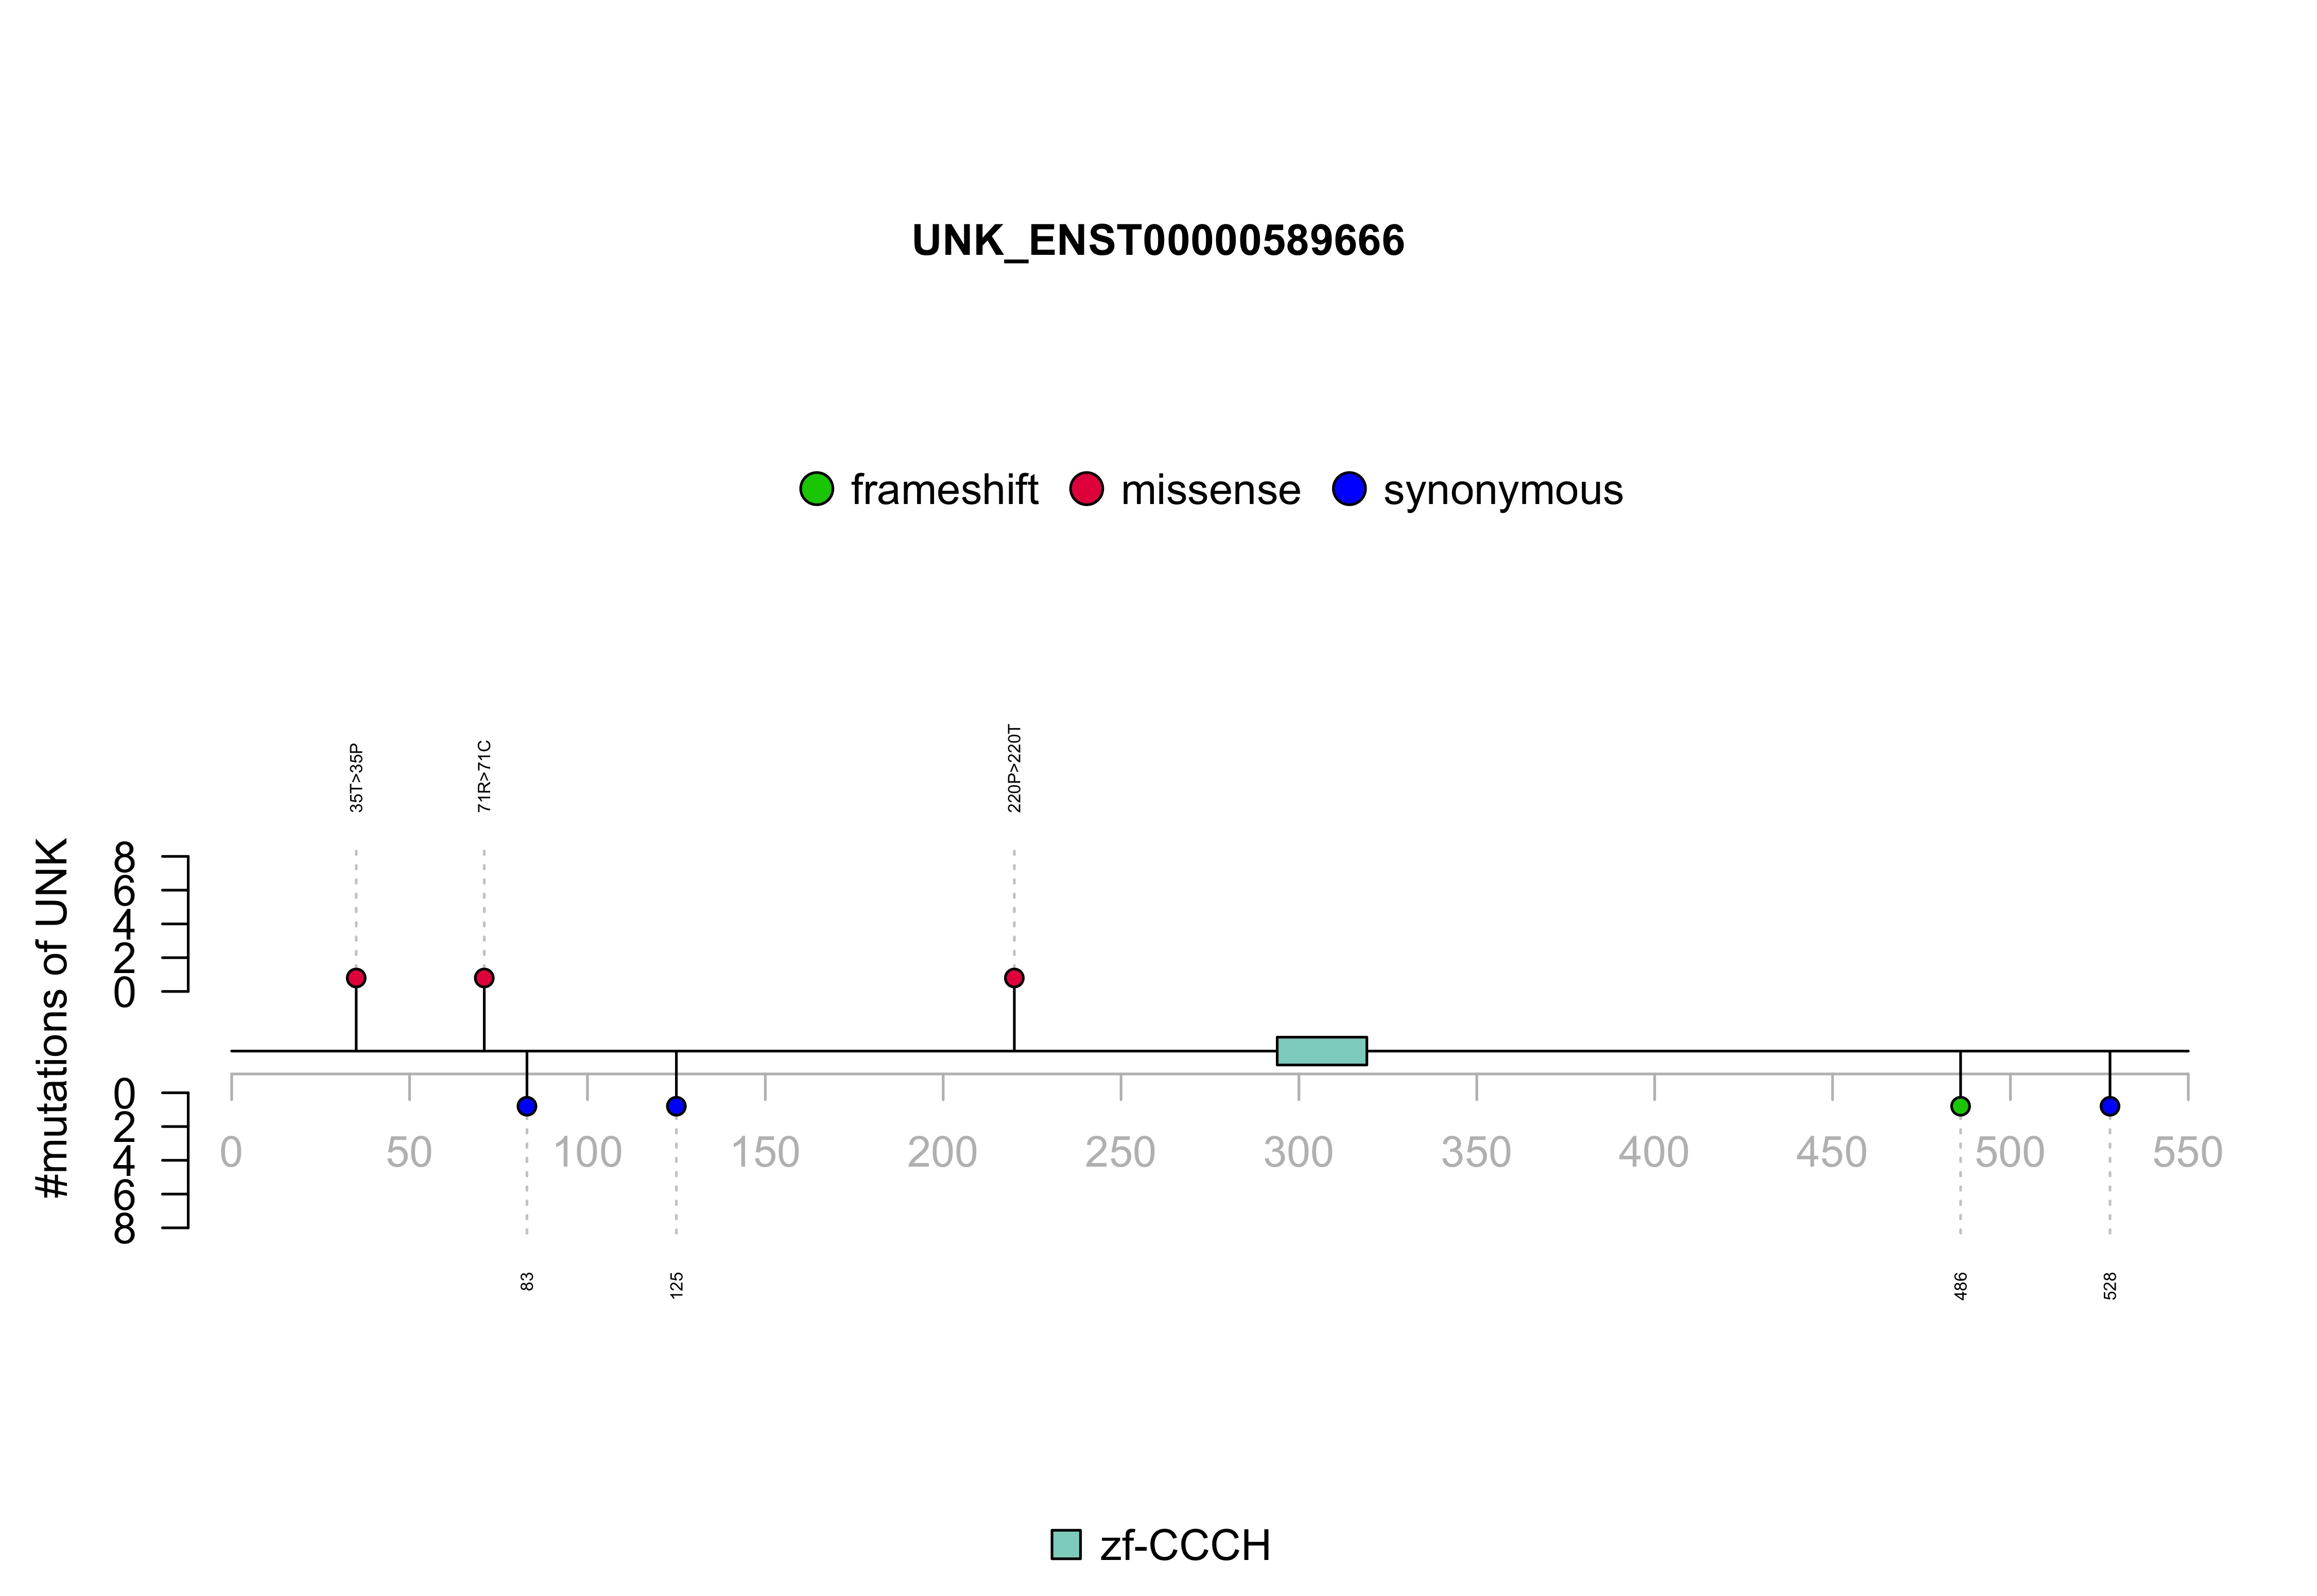 UNK_ENST00000589666
frameshift missense synonymous
35T>35P
71R>71C
220P>220T
#mutations of UNK
8
6
4
2
0
0
2
4
6
8
0 50 100 150 200 250 300 350 400 450 500 550
83
125
486
528
zf-CCCH